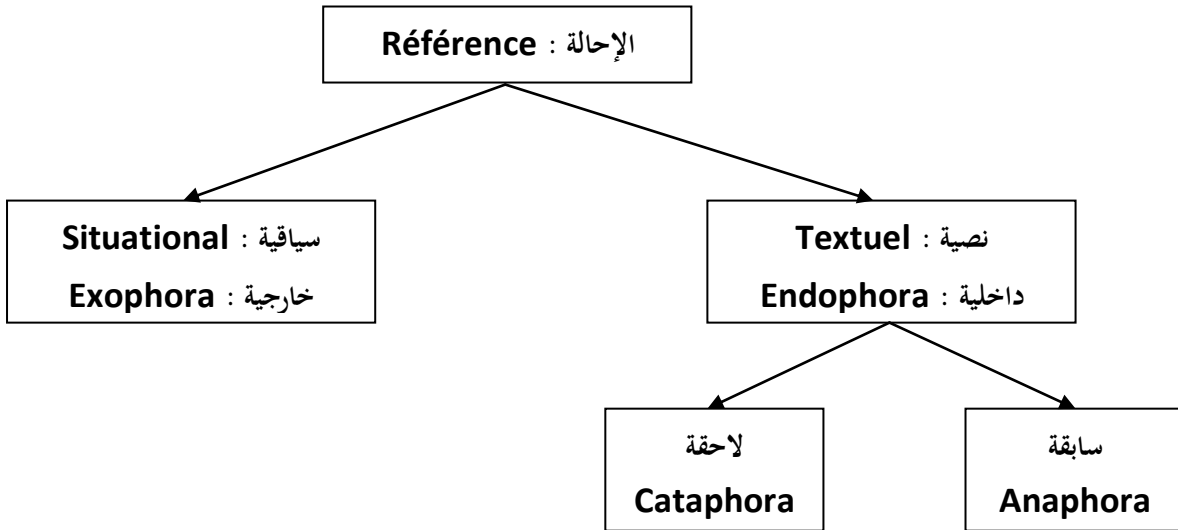 الإحالة : Référence
سياقية : Situational
خارجية : Exophora
نصية : Textuel
داخلية : Endophora
لاحقة
Cataphora
سابقة
Anaphora